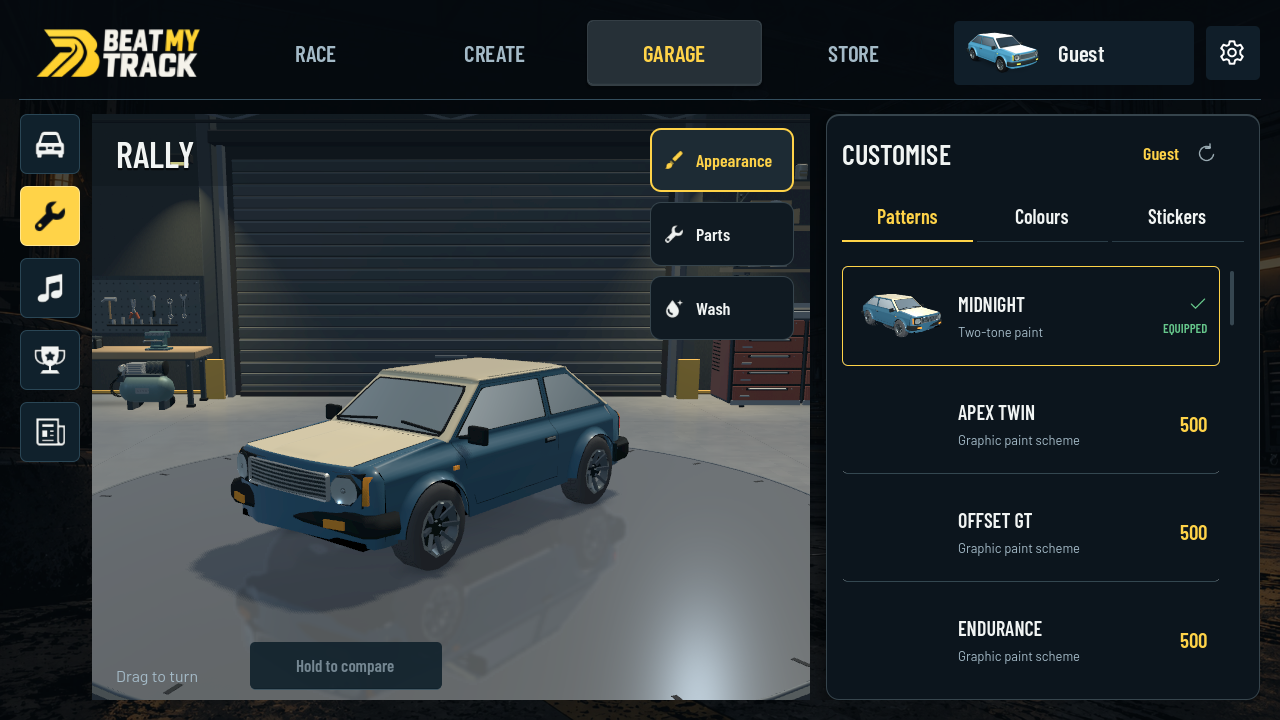 BEAT MY
TRACK
RACE
CREATE
GARAGE
STORE
Guest
RALLY
Appearance
Parts
Wash
Hold to compare
Drag to turn
CUSTOMISE
Guest
Patterns
Colours
Stickers
MIDNIGHT
Two-tone paint
EQUIPPED
APEX TWIN
Graphic paint scheme
500
OFFSET GT
Graphic paint scheme
500
ENDURANCE
Graphic paint scheme
500